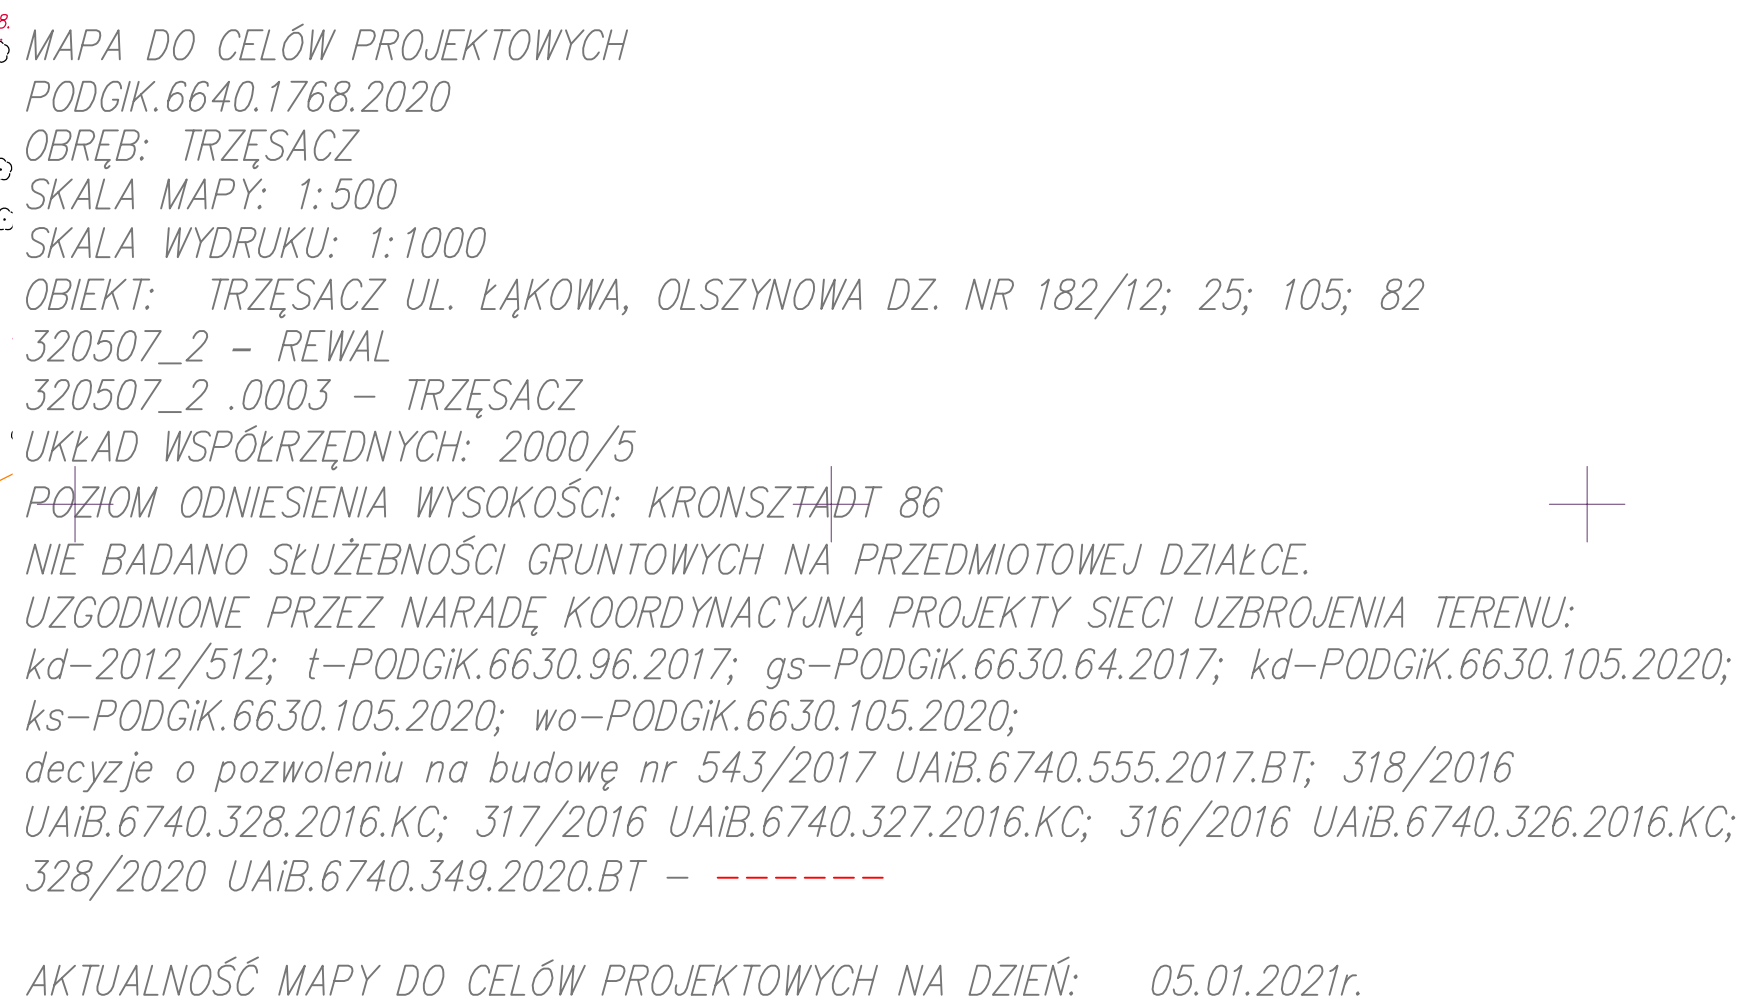 8.
MAPA DO CELÓW PROJEKTOWYCH
PODGIK.6640.1768.2020
OBRĘB: TRZĘSACZ
SKALA MAPY: 1:500
SKALA WYDRUKU: 1:1000
OBIEKT: TRZĘSACZ UL. ŁĄKOWA, OLSZYNOWA DZ. NR 182/12; 25; 105; 82
320507_2 – REWAL
320507_2 .0003 – TRZĘSACZ
UKŁAD WSPÓŁRZĘDNYCH: 2000/5
POZIOM ODNIESIENIA WYSOKOŚCI: KRONSZTADT 86
NIE BADANO SŁUŻEBNOŚCI GRUNTOWYCH NA PRZEDMIOTOWEJ DZIAŁCE.
UZGODNIONE PRZEZ NARADĘ KOORDYNACYJNĄ PROJEKTY SIECI UZBROJENIA TERENU:
kd–2012/512; t–PODGiK.6630.96.2017; gs–PODGiK.6630.64.2017; kd–PODGiK.6630.105.2020;
ks–PODGiK.6630.105.2020; wo–PODGiK.6630.105.2020;
decyzje o pozwoleniu na budowę nr 543/2017 UAiB.6740.555.2017.BT; 318/2016
UAiB.6740.328.2016.KC; 317/2016 UAiB.6740.327.2016.KC; 316/2016 UAiB.6740.326.2016.KC;
328/2020 UAiB.6740.349.2020.BT – ––––––
AKTUALNOŚĆ MAPY DO CELÓW PROJEKTOWYCH NA DZIEŃ: 05.01.2021r.